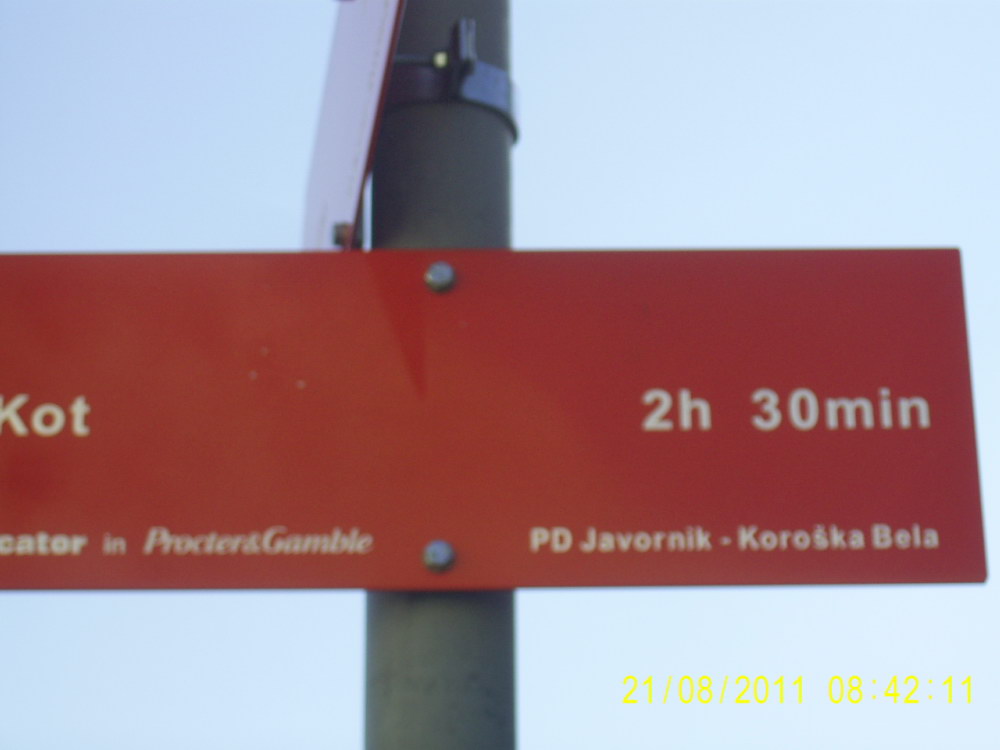 Kot 2h 30min
cator in Procter&Gamble PD Javornik - Koroška Bela
21/08/2011 08:42:11